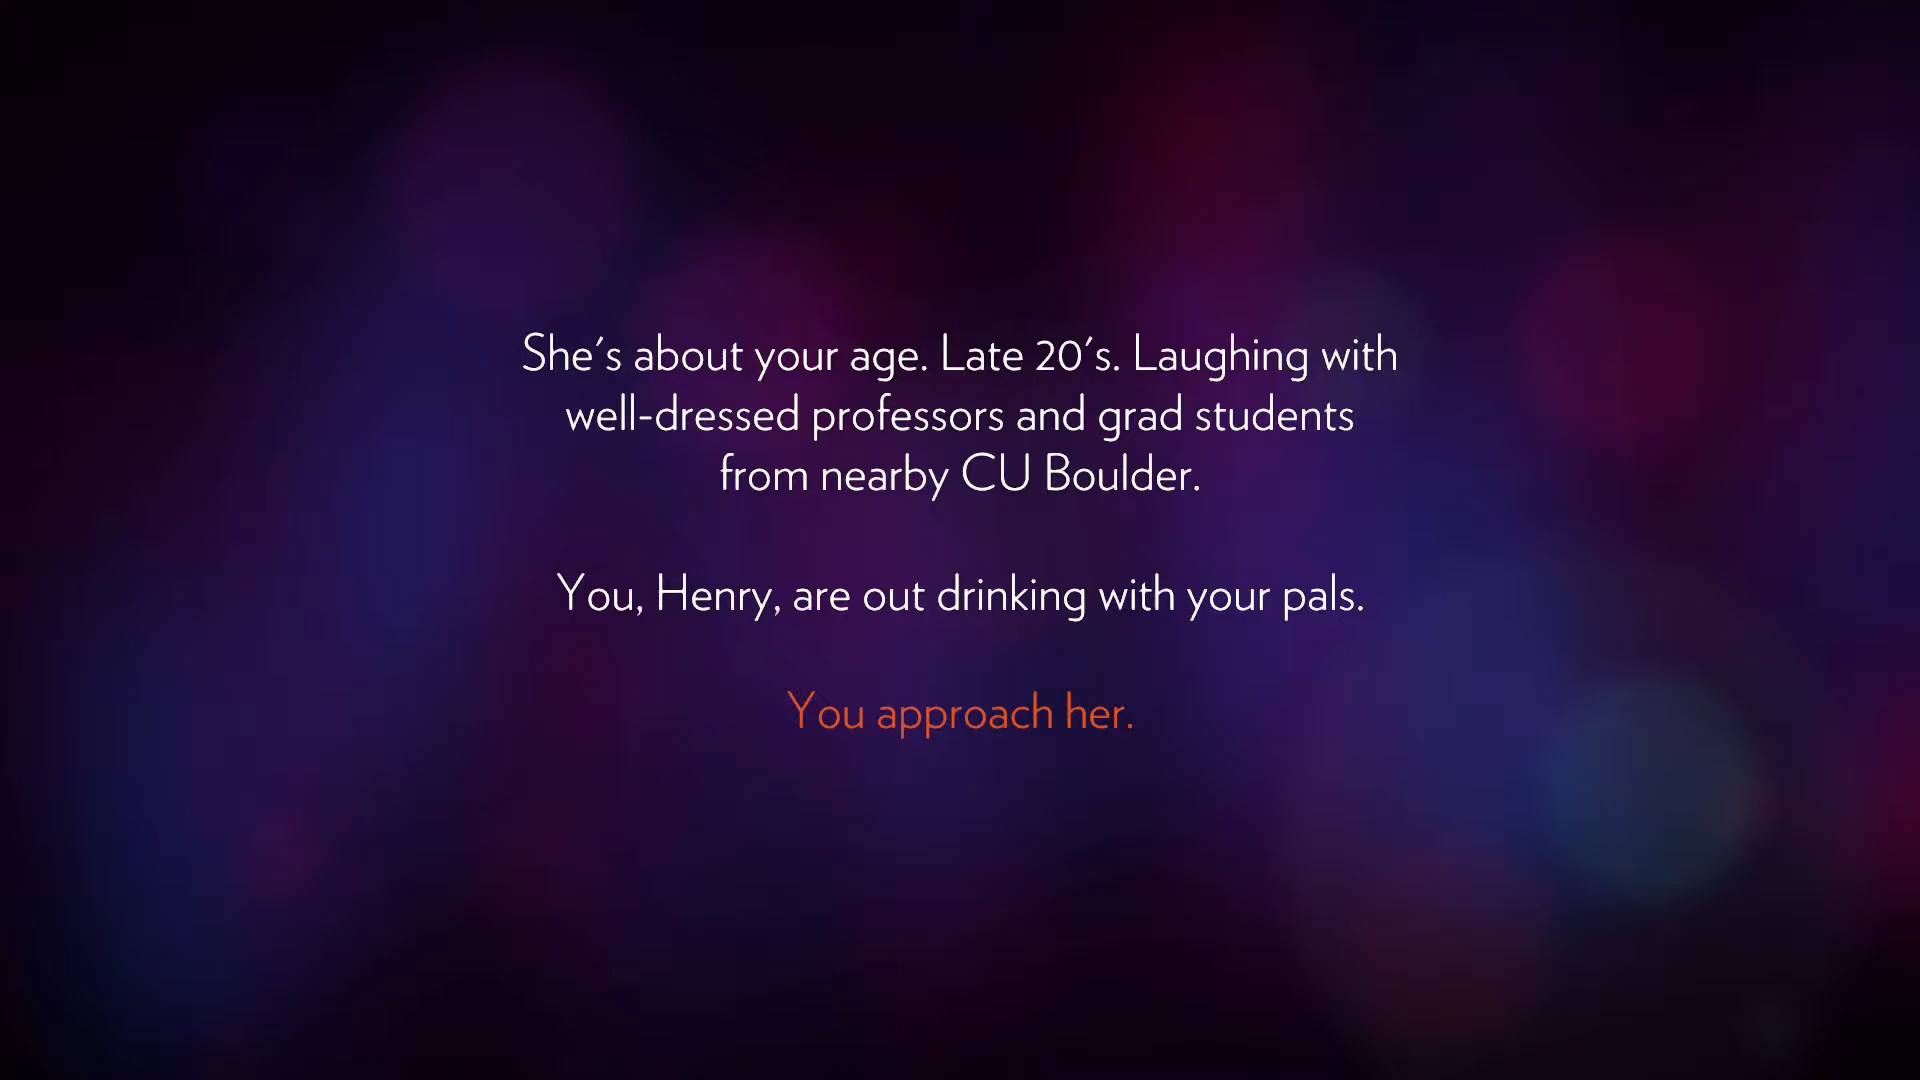 She's about your age. Late 20's. Laughing with
well-dressed professors and grad students
from nearby CU Boulder.
You, Henry, are out drinking with your pals.
You approach her.